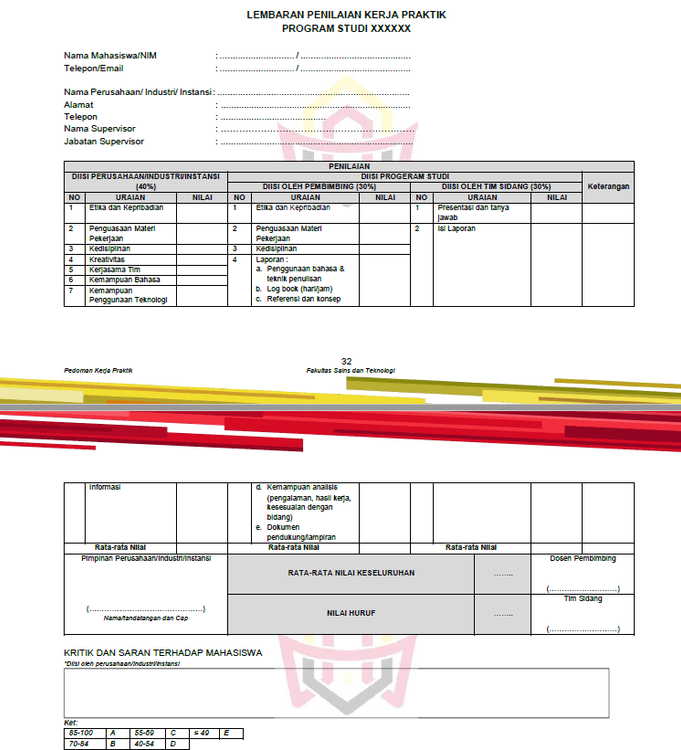 LEMBARAN PENILAIAN KERJA PRAKTIK
PROGRAM STUDI XXXXXX
Nama Mahasiswa/NIM : ............................ / ..........................................
Telepon/Email : ............................ / ..........................................
Nama Perusahaan/ Industri/ Instansi : ..........................................................................
Alamat : ..........................................................................
Telepon : ..........................................
Nama Supervisor : ..........................................................................
Jabatan Supervisor : ..........................................................................
PENILAIAN
DIISI PERUSAHAAN/INDUSTRI/INSTANSI (40%) DIISI PROGERAM STUDI Keterangan
DIISI OLEH PEMBIMBING (30%) DIISI OLEH TIM SIDANG (30%)
NO URAIAN NILAI NO URAIAN NILAI NO URAIAN NILAI
1 Etika dan Kepribadian 1 Etika dan Kepribadian 1 Presentasi dan tanya
jawab
2 Penguasaan Materi 2 Penguasaan Materi 2 Isi Laporan
Pekerjaan Pekerjaan
3 Kedisiplinan 3 Kedisiplinan
4 Kreativitas 4 Laporan :
5 Kerjasama Tim a. Penggunaan bahasa &
teknik penulisan
6 Kemampuan Bahasa b. Log book (hari/jam)
7 Kemampuan c. Referensi dan konsep
Penggunaan Teknologi
32
Pedoman Kerja Praktik Fakultas Sains dan Teknologi
Informasi d. Kemampuan analisis
(pengalaman, hasil kerja,
kesesuaian dengan
bidang)
e. Dokumen
pendukung/lampiran
Rata-rata Nilai Rata-rata Nilai Rata-rata Nilai
Pimpinan Perusahaan/Industri/Instansi Dosen Pembimbing
RATA-RATA NILAI KESELURUHAN ........
(..........................)
Tim Sidang
NILAI HURUF ........
(..........................................) (..........................)
Nama/tandatangan dan Cap
KRITIK DAN SARAN TERHADAP MAHASISWA
*Diisi oleh perusahaan/industri/instansi
Ket:
85-100 A 55-69 C ≤ 49 E
70-84 B 40-54 D